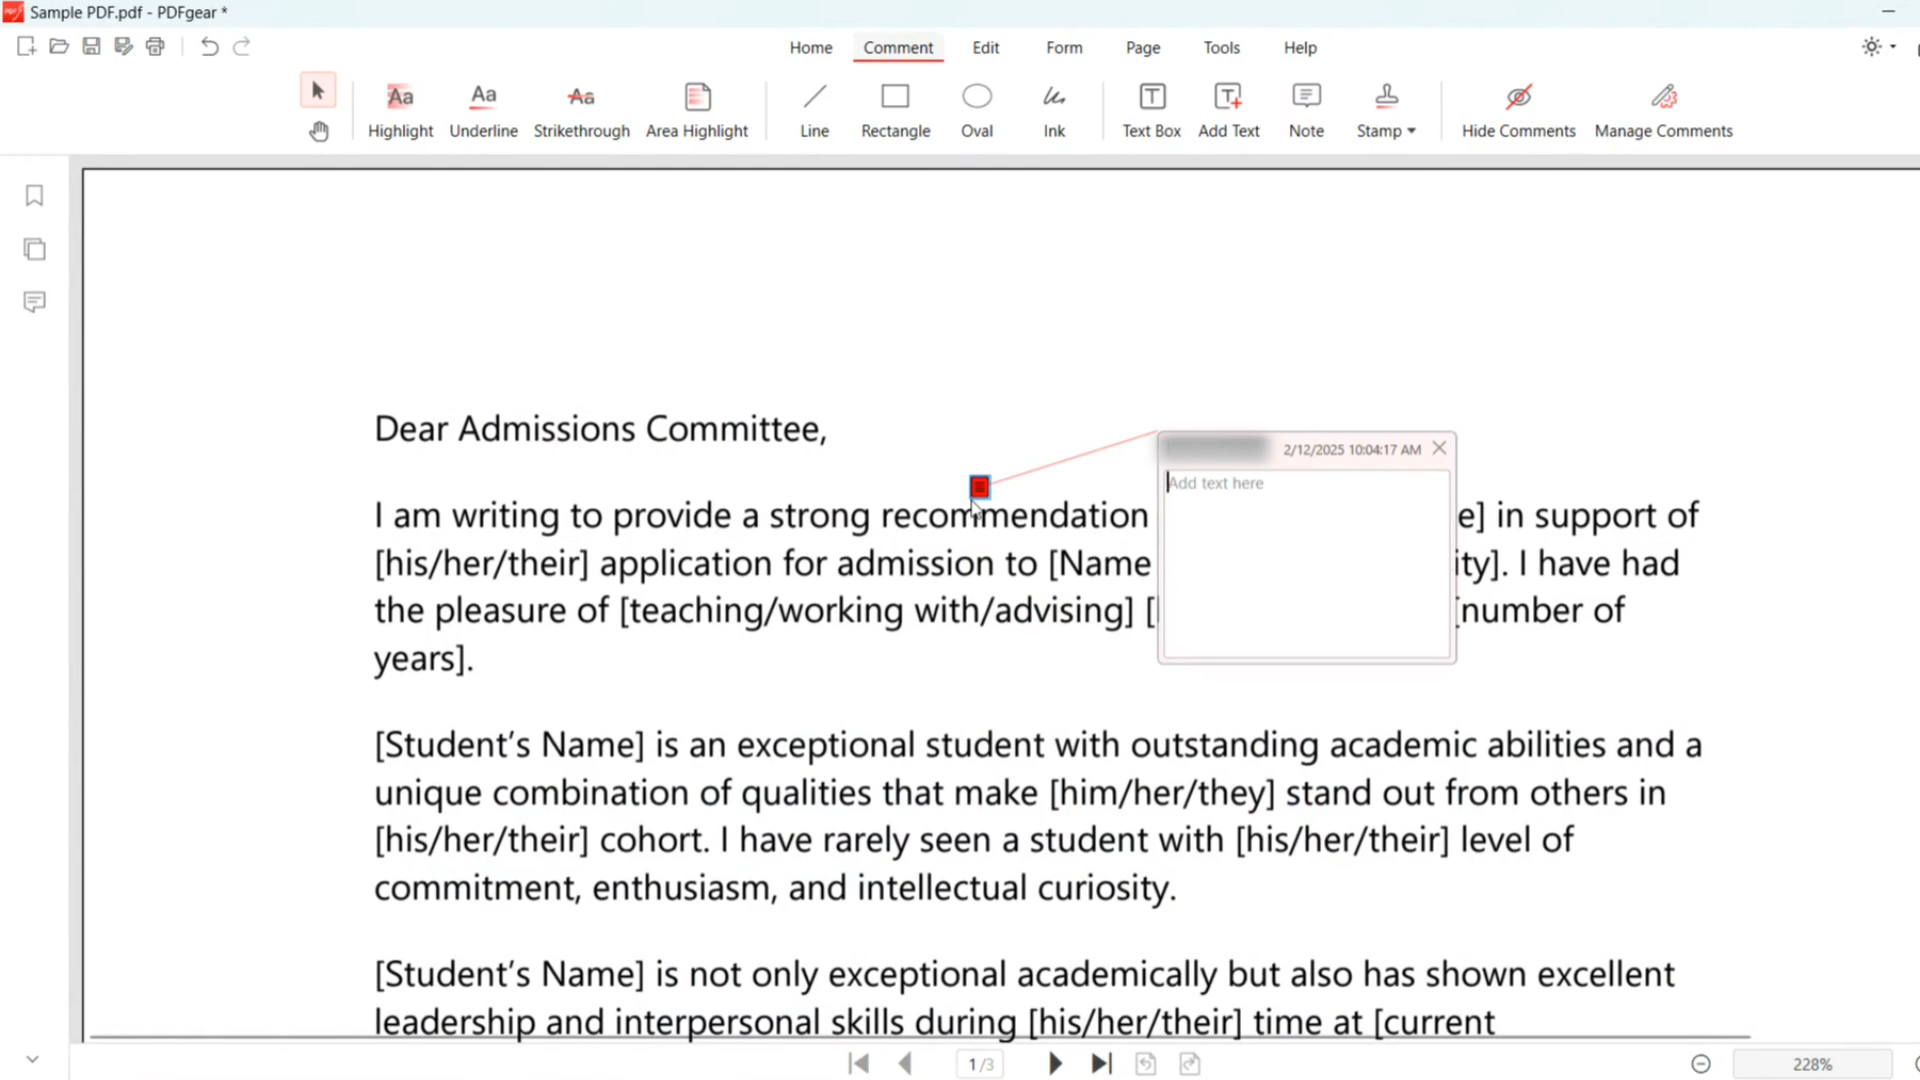 Sample PDF.pdf - PDFgear *
Home Comment Edit Form Page Tools Help
Aa Aa Aa
Highlight Underline Strikethrough Area Highlight Line Rectangle Oval Ink Text Box Add Text Note Stamp Hide Comments Manage Comments
Dear Admissions Committee,
2/12/2025 10:04:17 AM
Add text here
I am writing to provide a strong recommendation e] in support of
[his/her/their] application for admission to [Name ity]. I have had
the pleasure of [teaching/working with/advising] [ [number of
years].
[Student’s Name] is an exceptional student with outstanding academic abilities and a
unique combination of qualities that make [him/her/they] stand out from others in
[his/her/their] cohort. I have rarely seen a student with [his/her/their] level of
commitment, enthusiasm, and intellectual curiosity.
[Student’s Name] is not only exceptional academically but also has shown excellent
leadership and interpersonal skills during [his/her/their] time at [current
1/3
228%